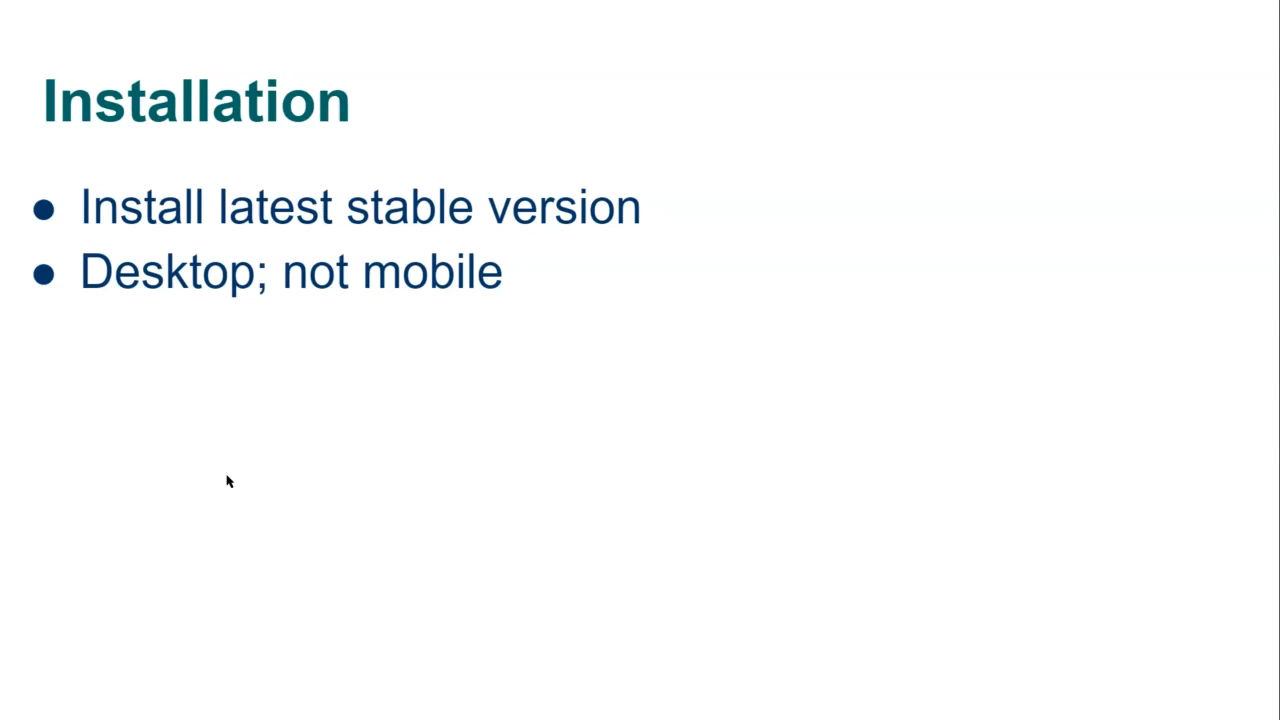 Installation
● Install latest stable version
● Desktop; not mobile